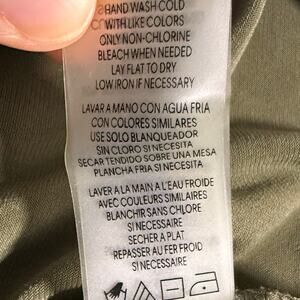 HAND WASH COLD
WITH LIKE COLORS
ONLY NON-CHLORINE
BLEACH WHEN NEEDED
LAY FLAT TO DRY
LOW IRON IF NECESSARY
LAVAR A MANO CON AGUA FRIA
CON COLORES SIMILARES
USE SOLO BLANQUEADOR
SIN CLORO SI NECESITA
SECAR TENDIDO SOBRE UNA MESA
PLANCHA FRIA SI NECESITA
LAVER A LA MAIN A L'EAU FROIDE
AVEC COULEURS SIMILAIRES
BLANCHIR SANS CHLORE
SI NECESSAIRE
SECHER A PLAT
REPASSER AU FER FROID
SI NECESSAIRE